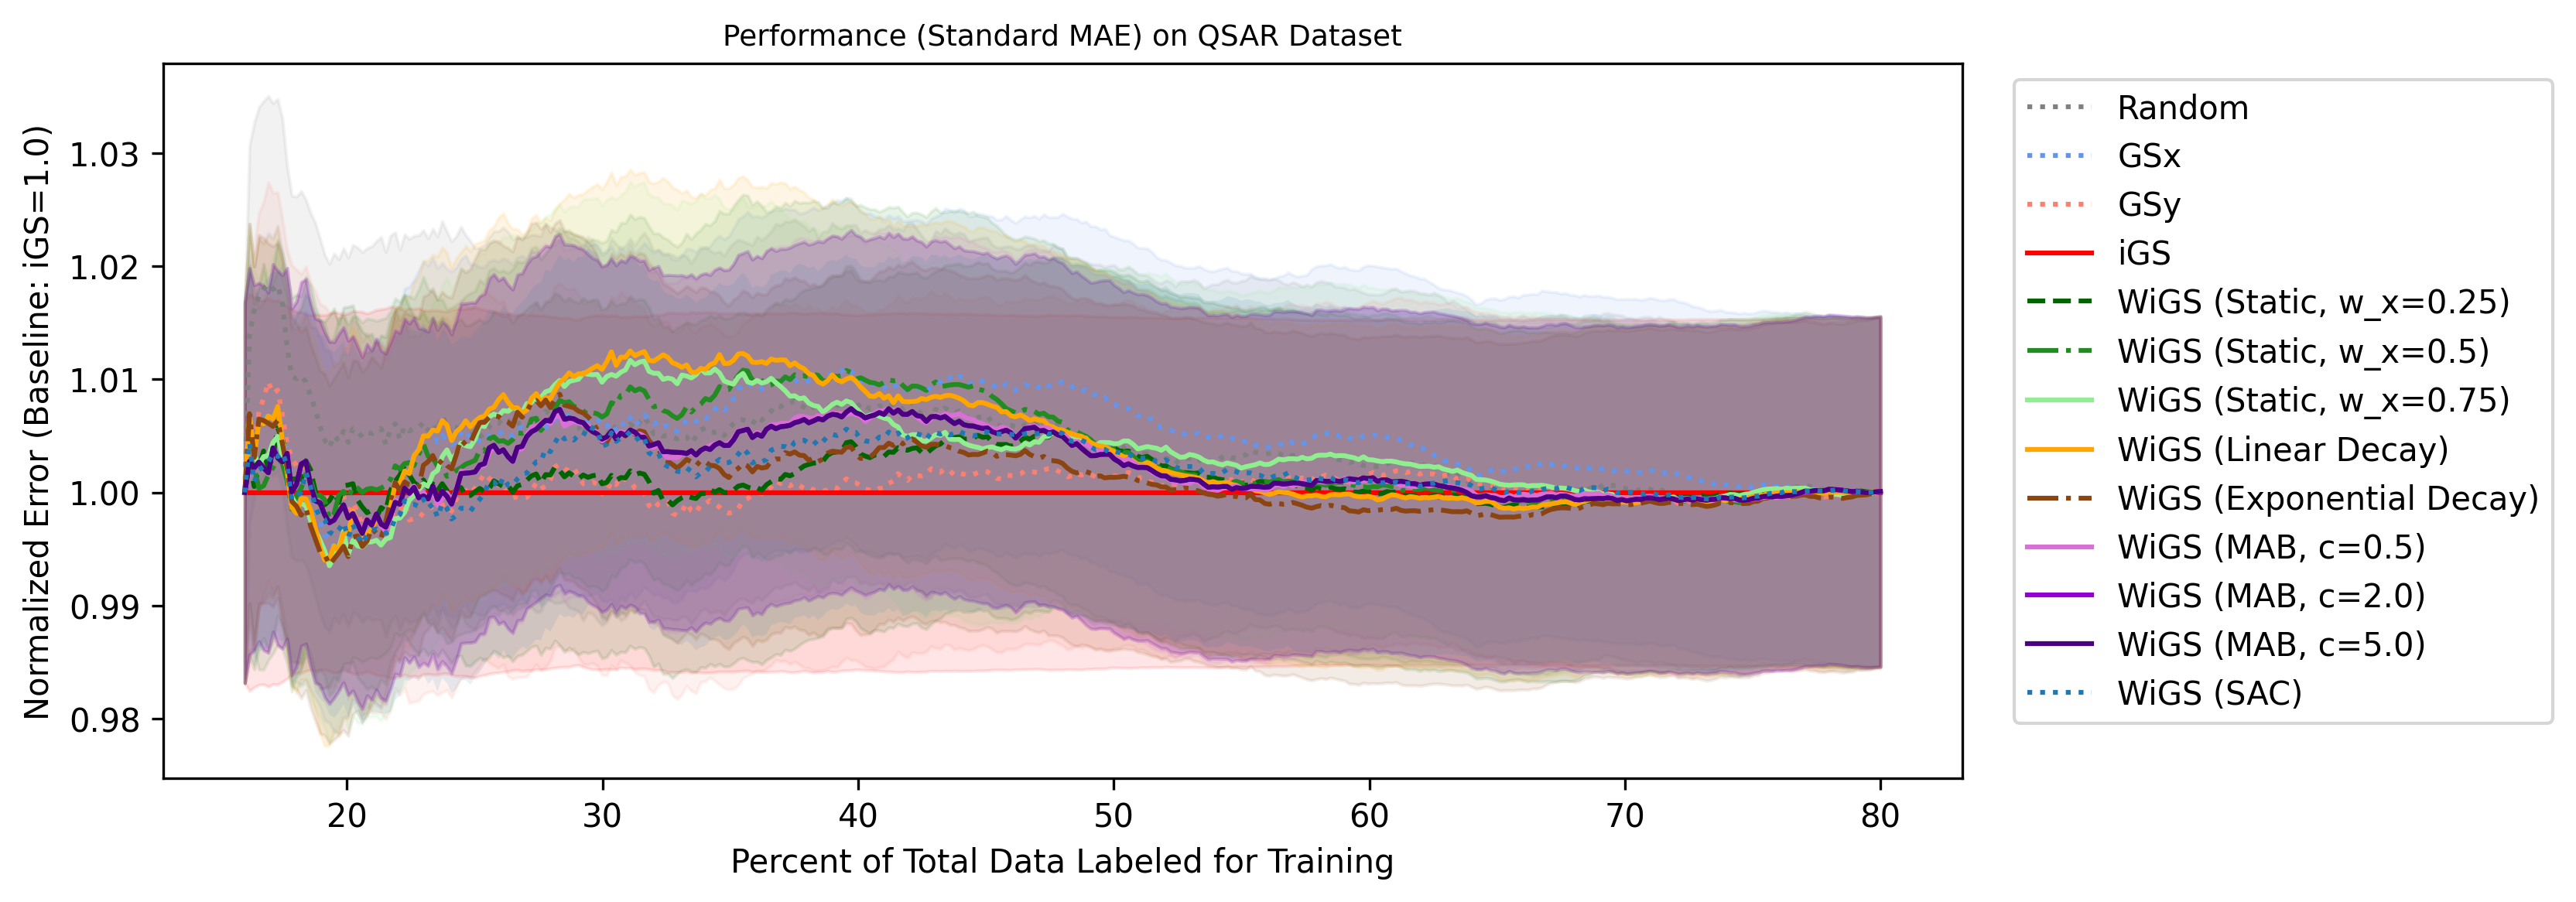 Performance (Standard MAE) on QSAR Dataset
Normalized Error (Baseline: iGS=1.0)
1.03
1.02
1.01
1.00
0.99
0.98
20
30
40
50
60
70
80
Percent of Total Data Labeled for Training
Random
GSx
GSy
iGS
WiGS (Static, w_x=0.25)
WiGS (Static, w_x=0.5)
WiGS (Static, w_x=0.75)
WiGS (Linear Decay)
WiGS (Exponential Decay)
WiGS (MAB, c=0.5)
WiGS (MAB, c=2.0)
WiGS (MAB, c=5.0)
WiGS (SAC)